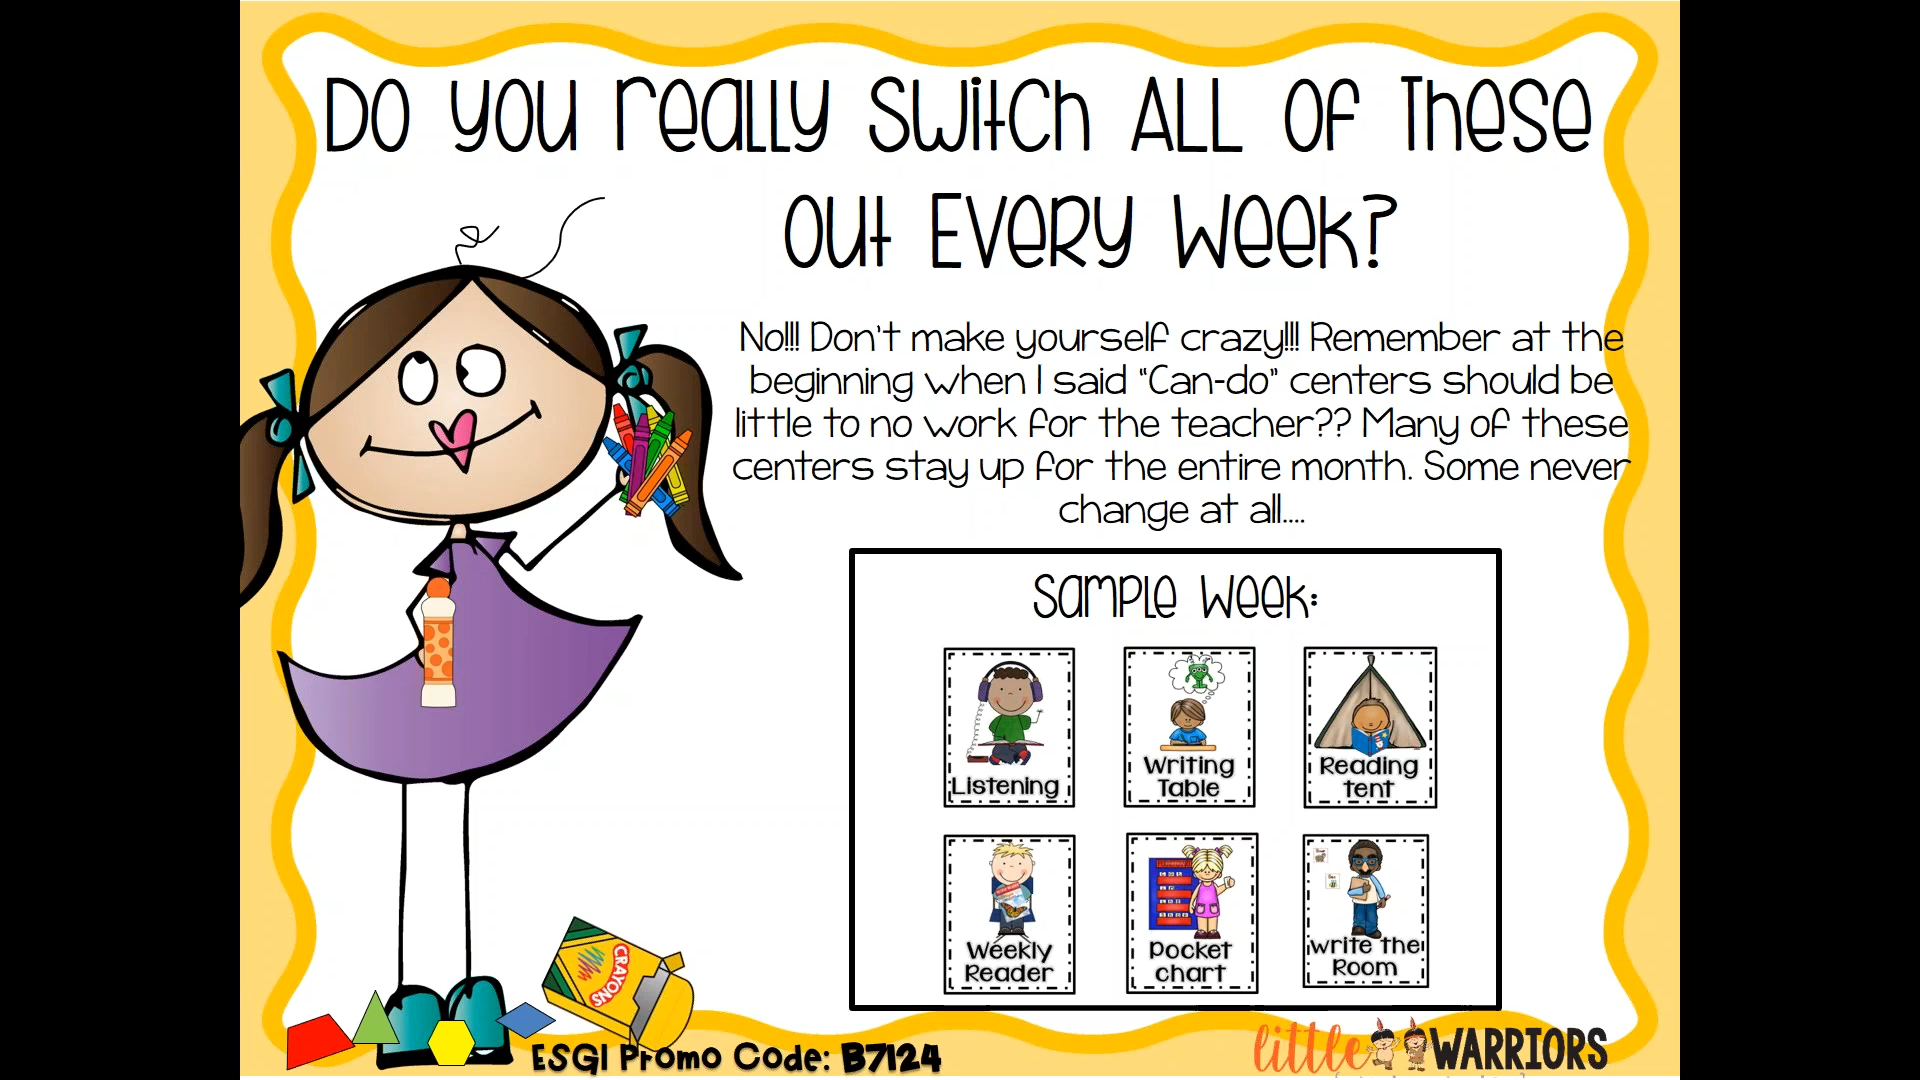 Do you really switch ALL of these
out Every week?
No!!! Don't make yourself crazy!!! Remember at the
beginning when I said "Can-do" centers should be
little to no work for the teacher?? Many of these
centers stay up for the entire month. Some never
change at all....
Sample Week:
Listening
Writing
Table
Reading
tent
Weekly
Reader
Pocket
chart
Write the
Room
CRAYONS
ESGI Promo Code: B7124
little WARRIORS